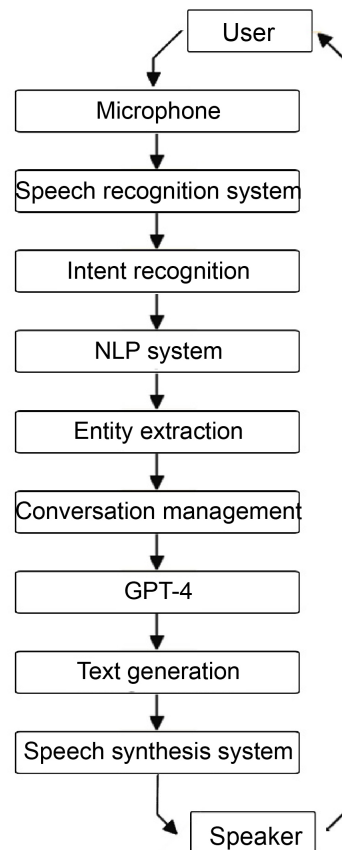 User
Microphone
Speech recognition system
Intent recognition
NLP system
Entity extraction
Conversation management
GPT-4
Text generation
Speech synthesis system
Speaker